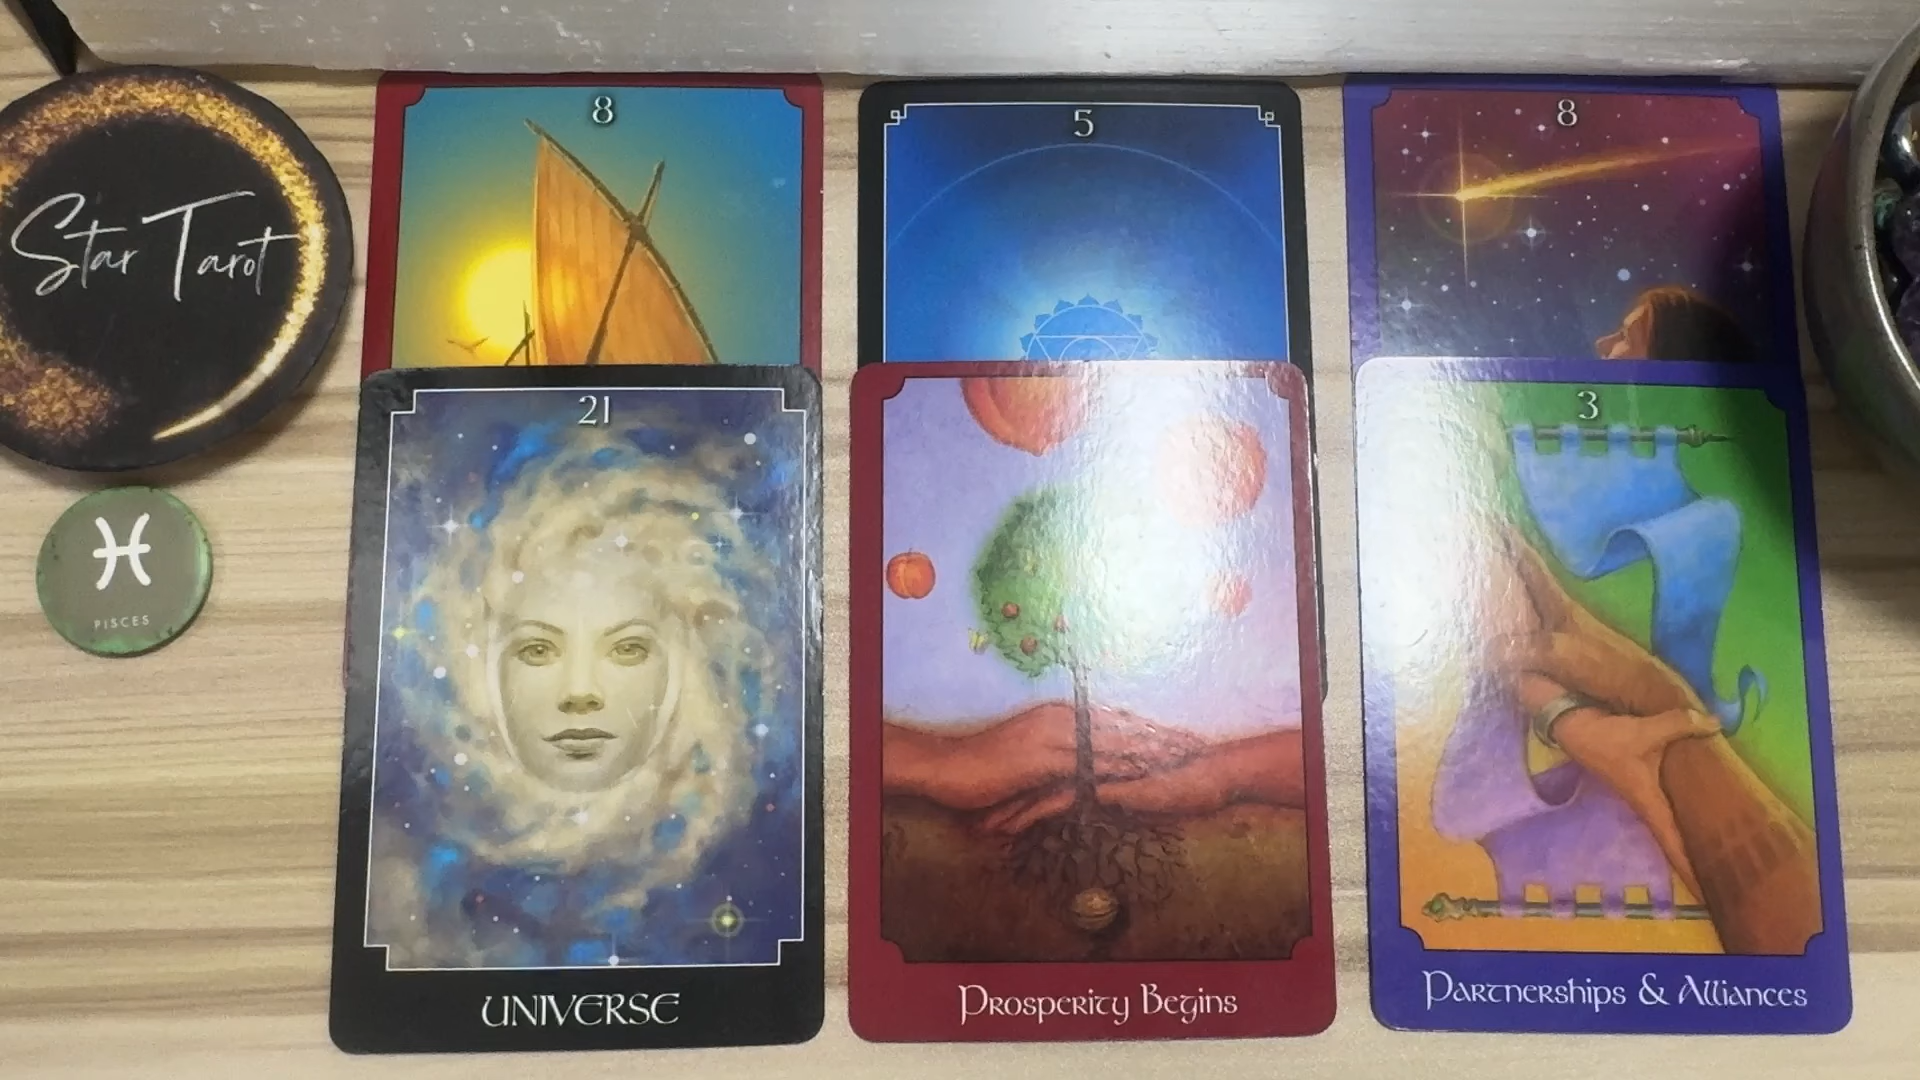 Star Tarot
8
5
8
PISCES
21
3
UNIVERSE
Prosperity Begins
Partnerships & Alliances